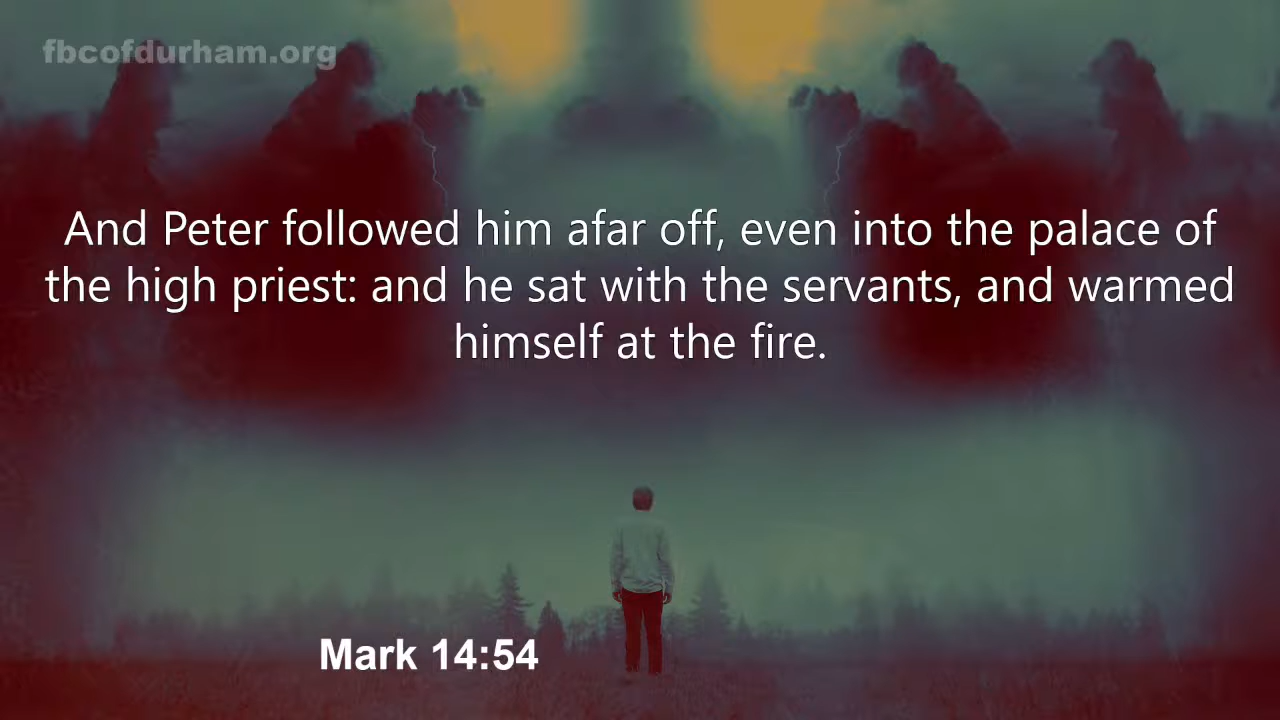 fbcofdurham.org
And Peter followed him afar off, even into the palace of
the high priest: and he sat with the servants, and warmed
himself at the fire.
Mark 14:54